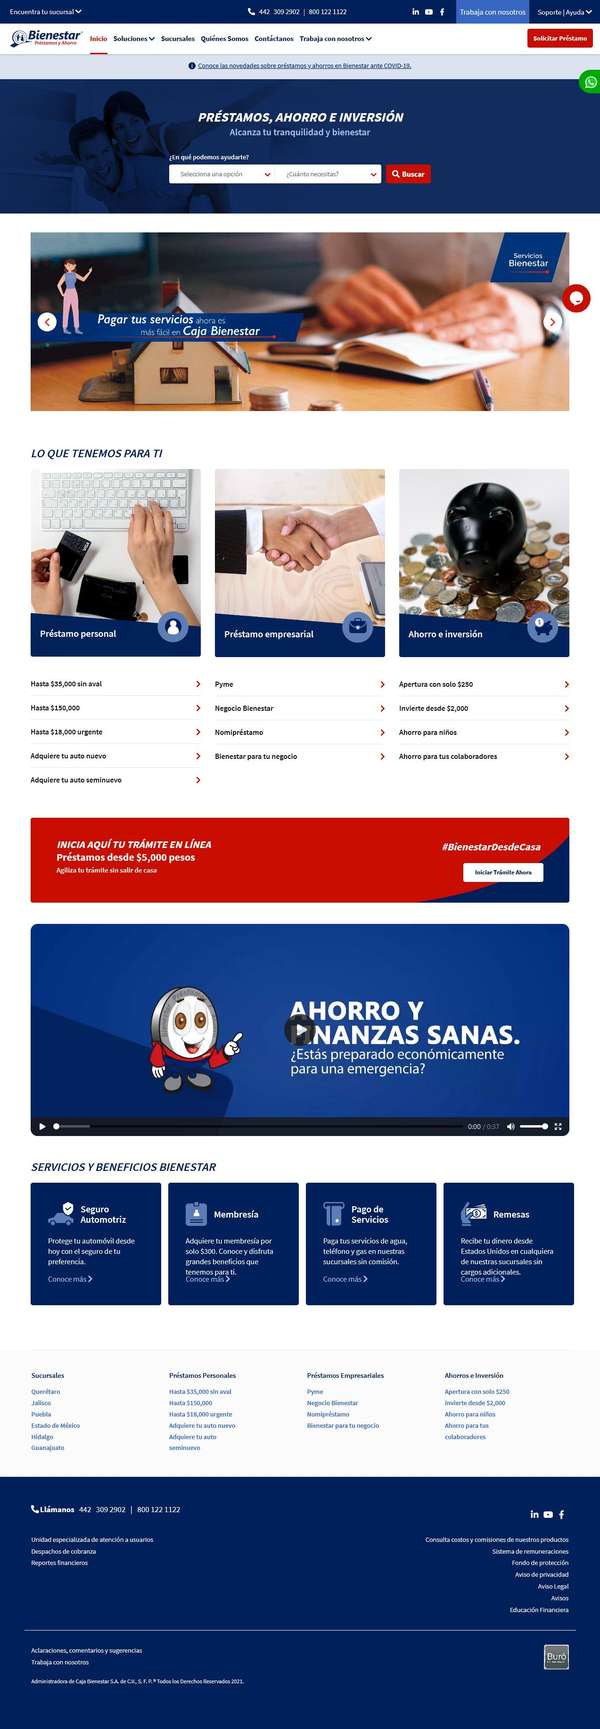 Encuentra tu sucursal
442 309 2902 | 800 122 1122
Trabaja con nosotros
Soporte | Ayuda
Bienestar
Préstamos y Ahorro
Inicio
Soluciones
Sucursales
Quiénes Somos
Contáctanos
Trabaja con nosotros
Solicitar Préstamo
Conoce las novedades sobre préstamos y ahorros en Bienestar ante COVID-19.
PRÉSTAMOS, AHORRO E INVERSIÓN
Alcanza tu tranquilidad y bienestar
¿En qué podemos ayudarte?
Selecciona una opción
¿Cuánto necesitas?
Buscar
Servicios
Bienestar
Pagar tus servicios ahora es
más fácil en Caja Bienestar
LO QUE TENEMOS PARA TI
Préstamo personal
Préstamo empresarial
Ahorro e inversión
Hasta $35,000 sin aval
Hasta $150,000
Hasta $18,000 urgente
Adquiere tu auto nuevo
Adquiere tu auto seminuevo
Pyme
Negocio Bienestar
Nomipréstamo
Bienestar para tu negocio
Apertura con solo $250
Invierte desde $2,000
Ahorro para niños
Ahorro para tus colaboradores
INICIA AQUÍ TU TRÁMITE EN LÍNEA
Préstamos desde $5,000 pesos
Agiliza tu trámite sin salir de casa
#BienestarDesdeCasa
Iniciar Trámite Ahora
AHORRO Y
FINANZAS SANAS.
¿Estás preparado económicamente
para una emergencia?
0:00 / 0:37
SERVICIOS Y BENEFICIOS BIENESTAR
Seguro
Automotriz
Protege tu automóvil desde
hoy con el seguro de tu
preferencia.
Conoce más
Membresía
Adquiere tu membresía por
solo $300. Conoce y disfruta
grandes beneficios que
tenemos para ti.
Conoce más
Pago de
Servicios
Paga tus servicios de agua,
teléfono y gas en nuestras
sucursales sin comisión.
Conoce más
Remesas
Recibe tu dinero desde
Estados Unidos en cualquiera
de nuestras sucursales sin
cargos adicionales.
Conoce más
Sucursales
Querétaro
Jalisco
Puebla
Estado de México
Hidalgo
Guanajuato
Préstamos Personales
Hasta $35,000 sin aval
Hasta $150,000
Hasta $18,000 urgente
Adquiere tu auto nuevo
Adquiere tu auto
seminuevo
Préstamos Empresariales
Pyme
Negocio Bienestar
Nomipréstamo
Bienestar para tu negocio
Ahorros e Inversión
Apertura con solo $250
Invierte desde $2,000
Ahorro para niños
Ahorro para tus
colaboradores
Llámanos 442 309 2902 | 800 122 1122
Unidad especializada de atención a usuarios
Despachos de cobranza
Reportes financieros
Consulta costos y comisiones de nuestros productos
Sistema de remuneraciones
Fondo de protección
Aviso de privacidad
Aviso Legal
Avisos
Educación Financiera
Aclaraciones, comentarios y sugerencias
Trabaja con nosotros
Administradora de Caja Bienestar S.A. de C.V., S. F. P. ® Todos los Derechos Reservados 2021.
Buró